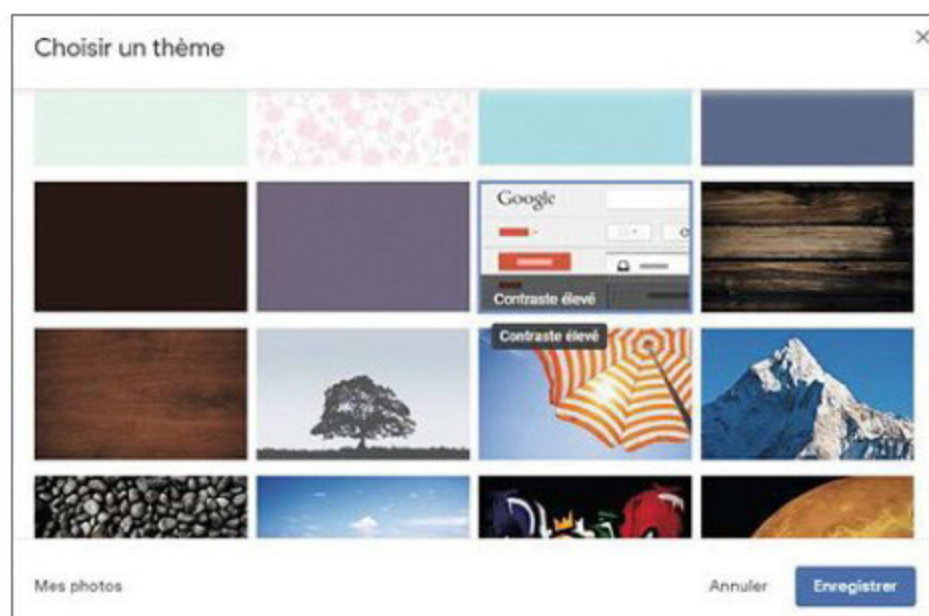 Choisir un thème
Google
Contraste élevé
Contraste élevé
Mes photos
Annuler
Enregistrer